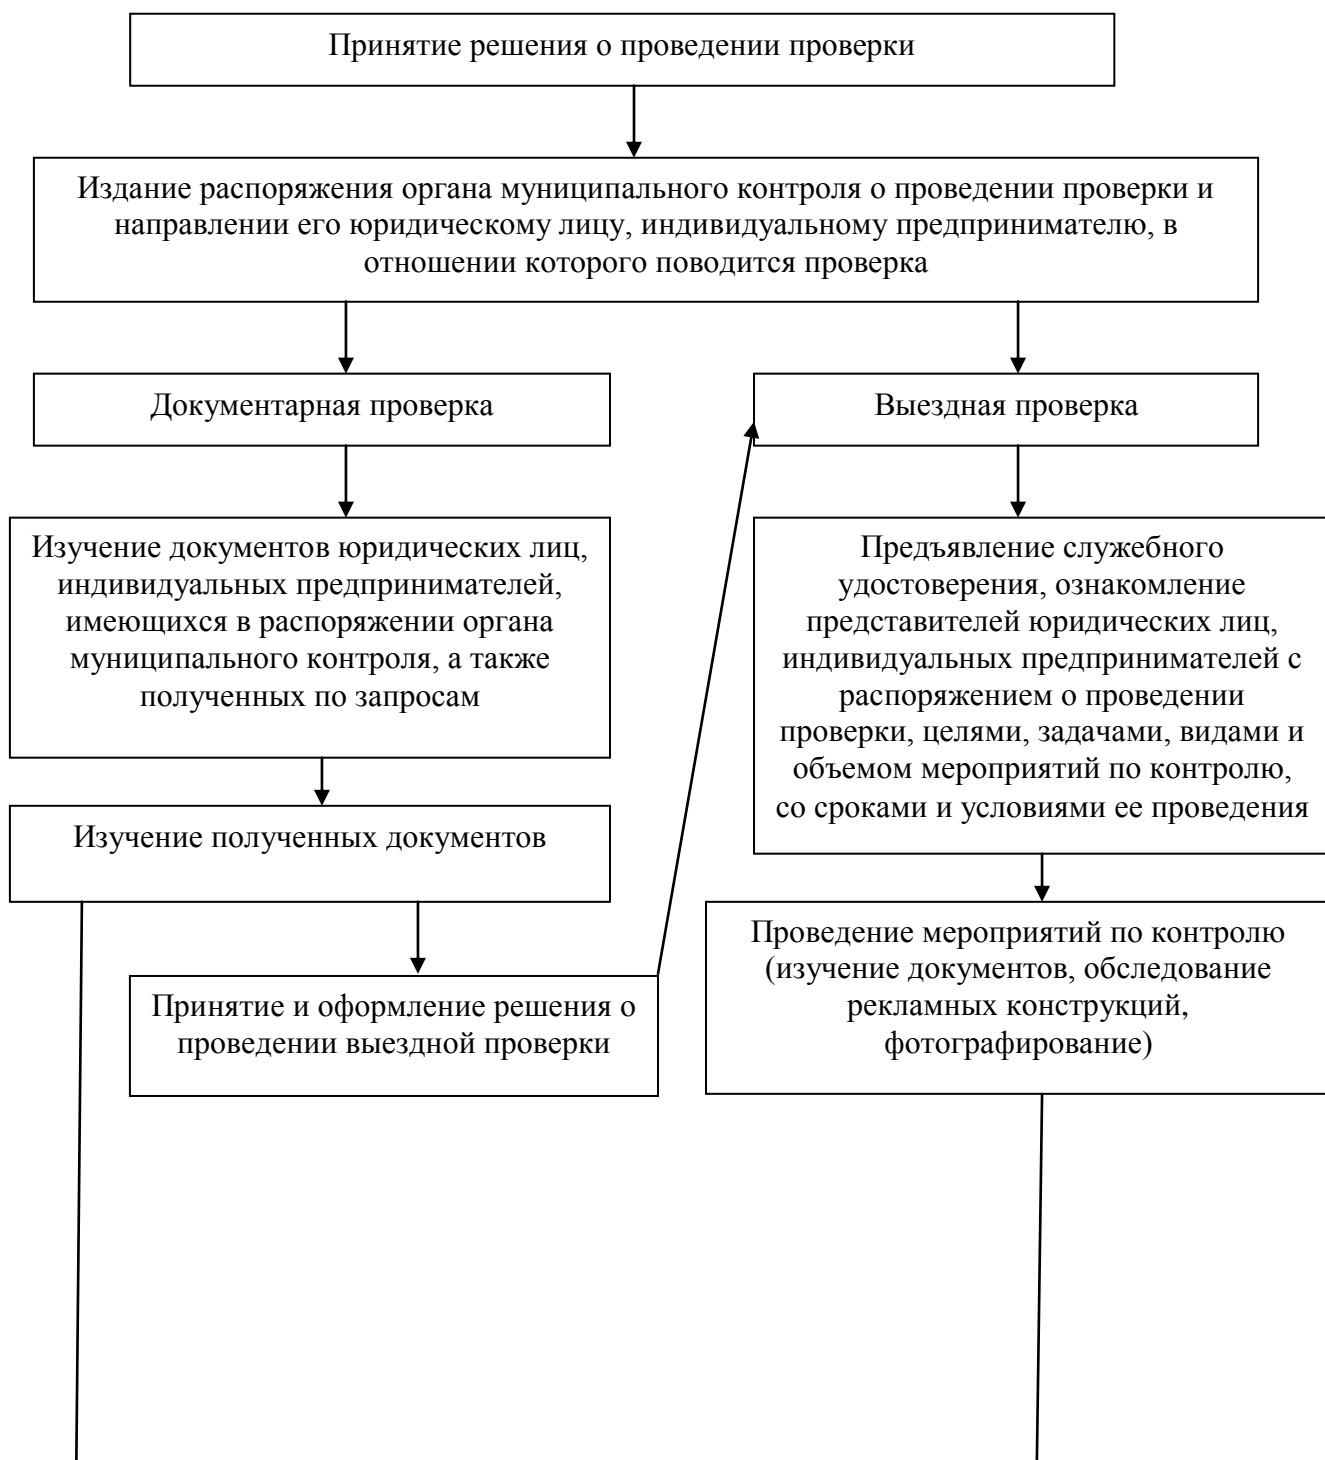 Принятие решения о проведении проверки
Издание распоряжения органа муниципального контроля о проведении проверки и
направлении его юридическому лицу, индивидуальному предпринимателю, в
отношении которого поводится проверка
Документарная проверка
Выездная проверка
Изучение документов юридических лиц,
индивидуальных предпринимателей,
имеющихся в распоряжении органа
муниципального контроля, а также
полученных по запросам
Предъявление служебного
удостоверения, ознакомление
представителей юридических лиц,
индивидуальных предпринимателей с
распоряжением о проведении
проверки, целями, задачами, видами и
объемом мероприятий по контролю,
со сроками и условиями ее проведения
Изучение полученных документов
Проведение мероприятий по контролю
(изучение документов, обследование
рекламных конструкций,
фотографирование)
Принятие и оформление решения о
проведении выездной проверки